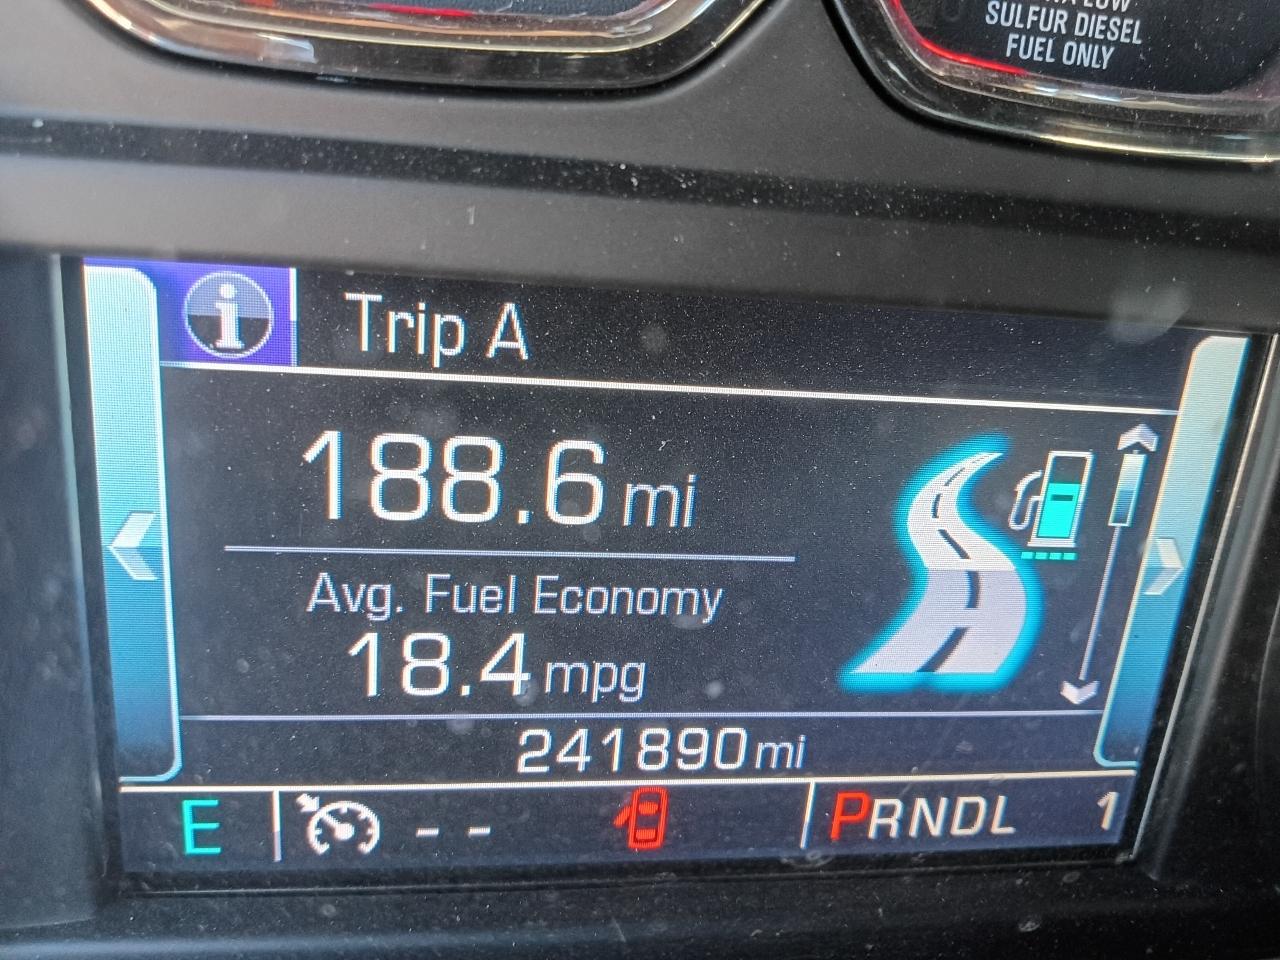 SULFUR DIESEL
FUEL ONLY
i Trip A
188.6 mi
Avg. Fuel Economy
18.4 mpg
241890 mi
E -- PRNDL 1